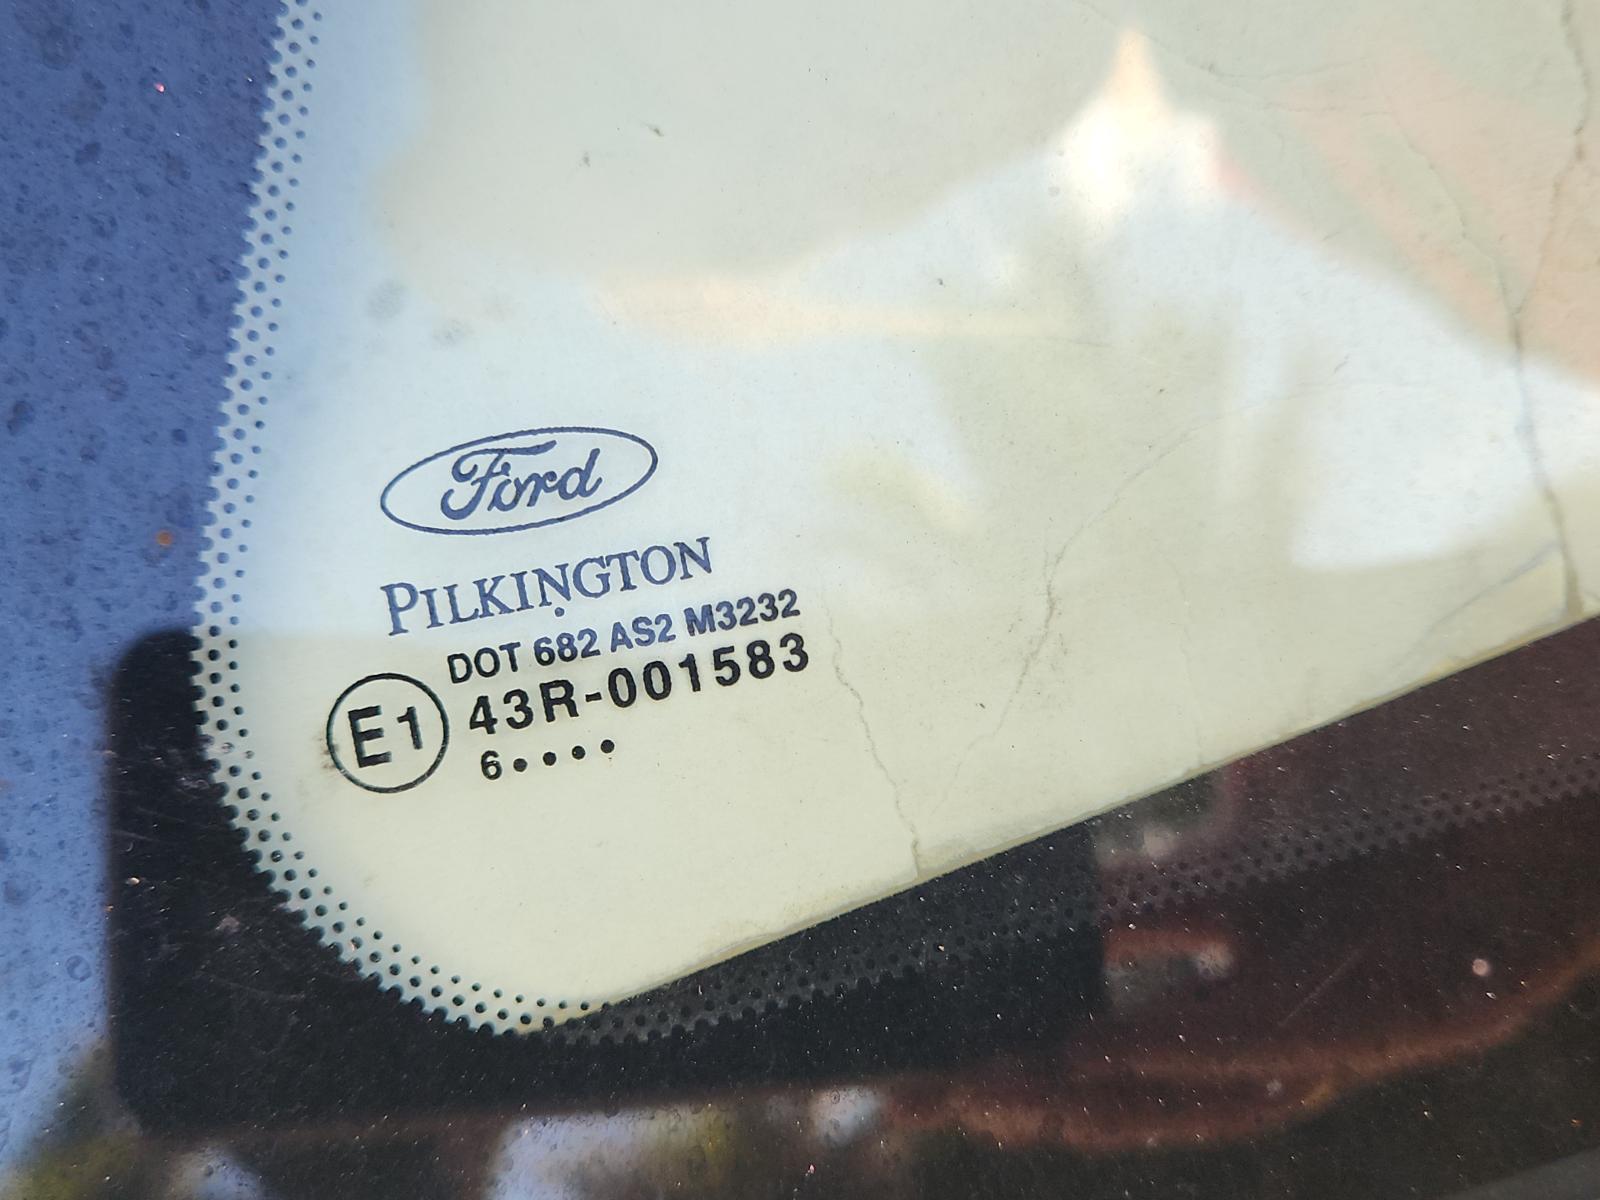 Ford
PILKINGTON
DOT 682 AS2 M3232
E1 43R-001583
6••••